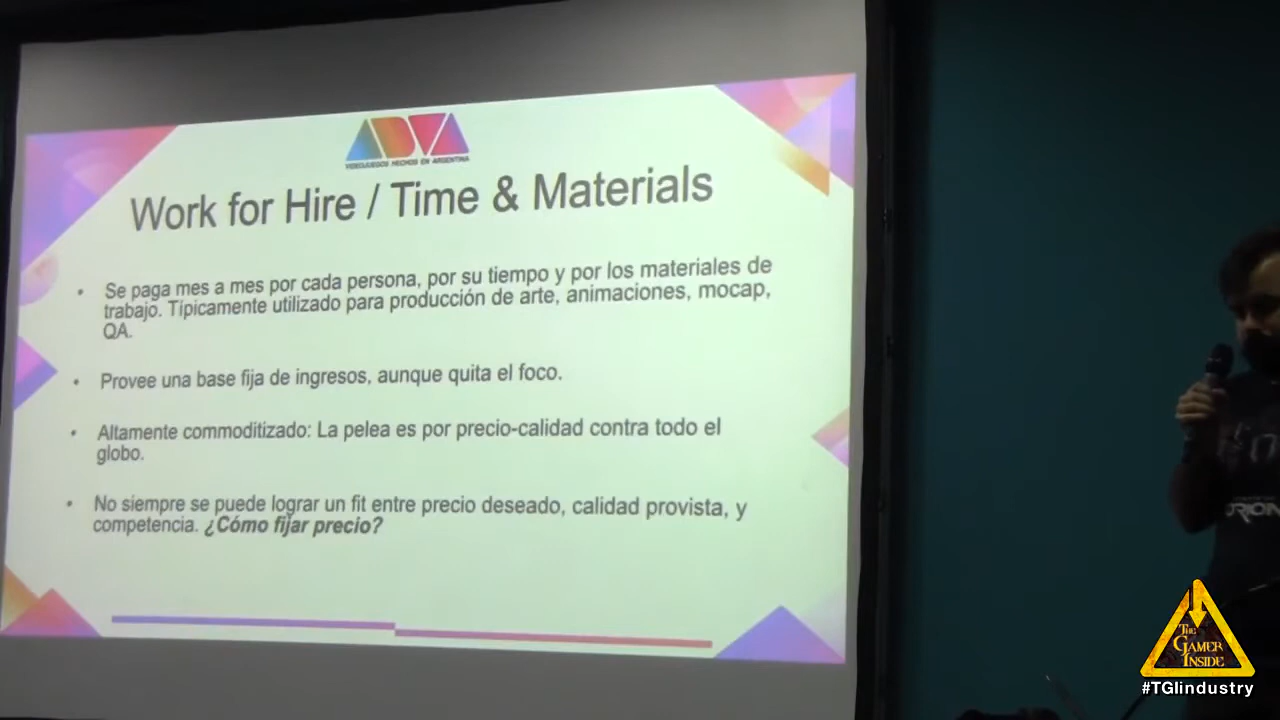 ADVA
VIDEOJUEGOS HECHOS EN ARGENTINA
Work for Hire / Time & Materials
• Se paga mes a mes por cada persona, por su tiempo y por los materiales de
trabajo. Típicamente utilizado para producción de arte, animaciones, mocap,
QA.
• Provee una base fija de ingresos, aunque quita el foco.
• Altamente commoditizado: La pelea es por precio-calidad contra todo el
globo.
• No siempre se puede lograr un fit entre precio deseado, calidad provista, y
competencia. ¿Cómo fijar precio?
THE
GAMER
INSIDE
#TGIindustry